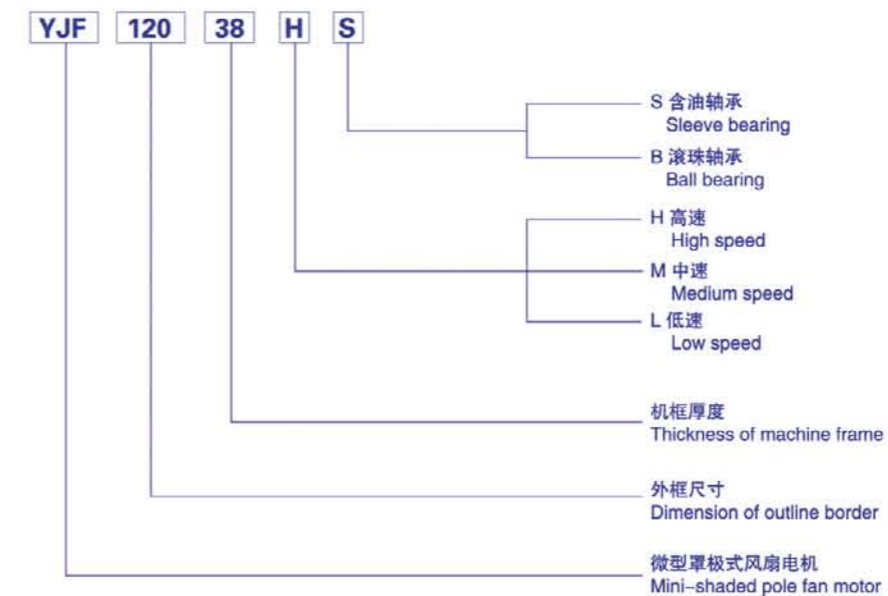 YJF 120 38 H S
S 含油轴承
Sleeve bearing
B 滚珠轴承
Ball bearing
H 高速
High speed
M 中速
Medium speed
L 低速
Low speed
机框厚度
Thickness of machine frame
外框尺寸
Dimension of outline border
微型罩极式风扇电机
Mini-shaded pole fan motor